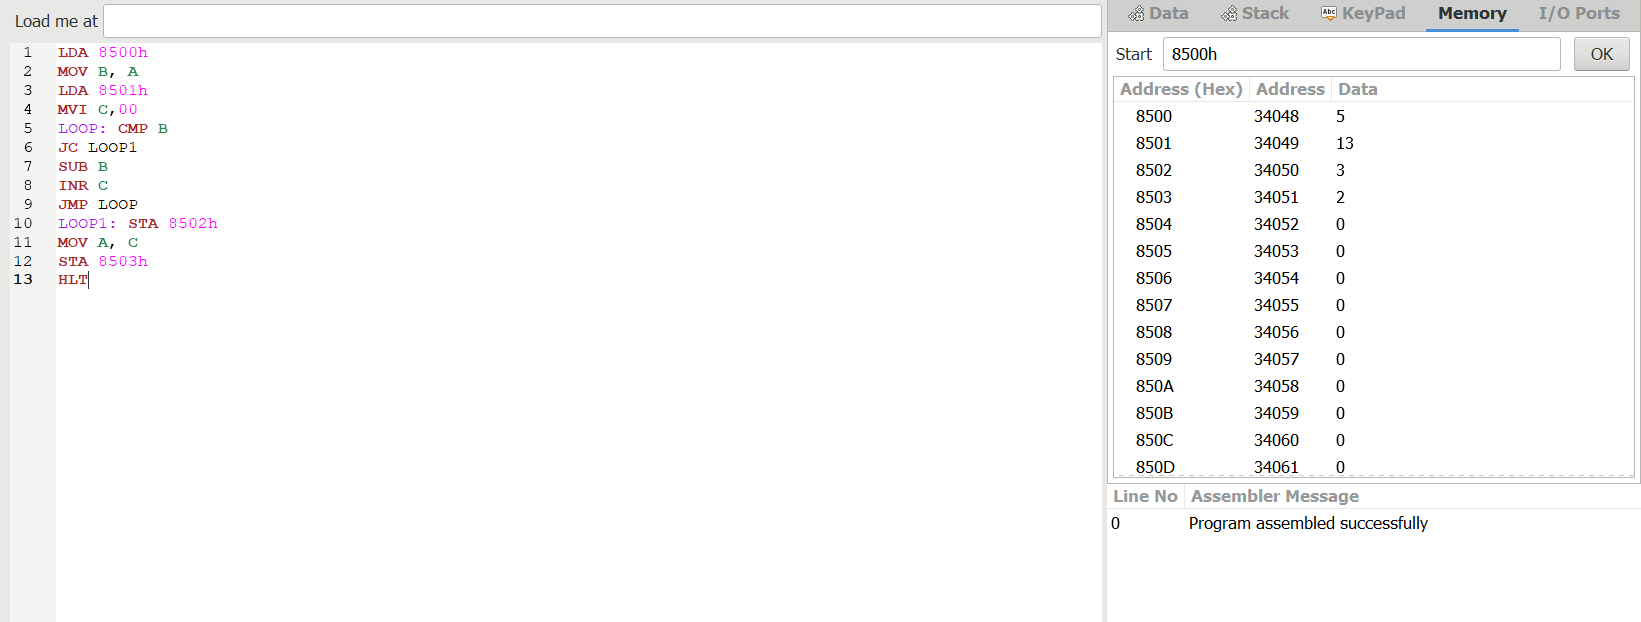 Load me at
1 LDA 8500h
2 MOV B, A
3 LDA 8501h
4 MVI C,00
5 LOOP: CMP B
6 JC LOOP1
7 SUB B
8 INR C
9 JMP LOOP
10 LOOP1: STA 8502h
11 MOV A, C
12 STA 8503h
13 HLT
Data Stack Abc KeyPad Memory I/O Ports
Start 8500h OK
Address (Hex) Address Data
8500 34048 5
8501 34049 13
8502 34050 3
8503 34051 2
8504 34052 0
8505 34053 0
8506 34054 0
8507 34055 0
8508 34056 0
8509 34057 0
850A 34058 0
850B 34059 0
850C 34060 0
850D 34061 0
Line No Assembler Message
0 Program assembled successfully